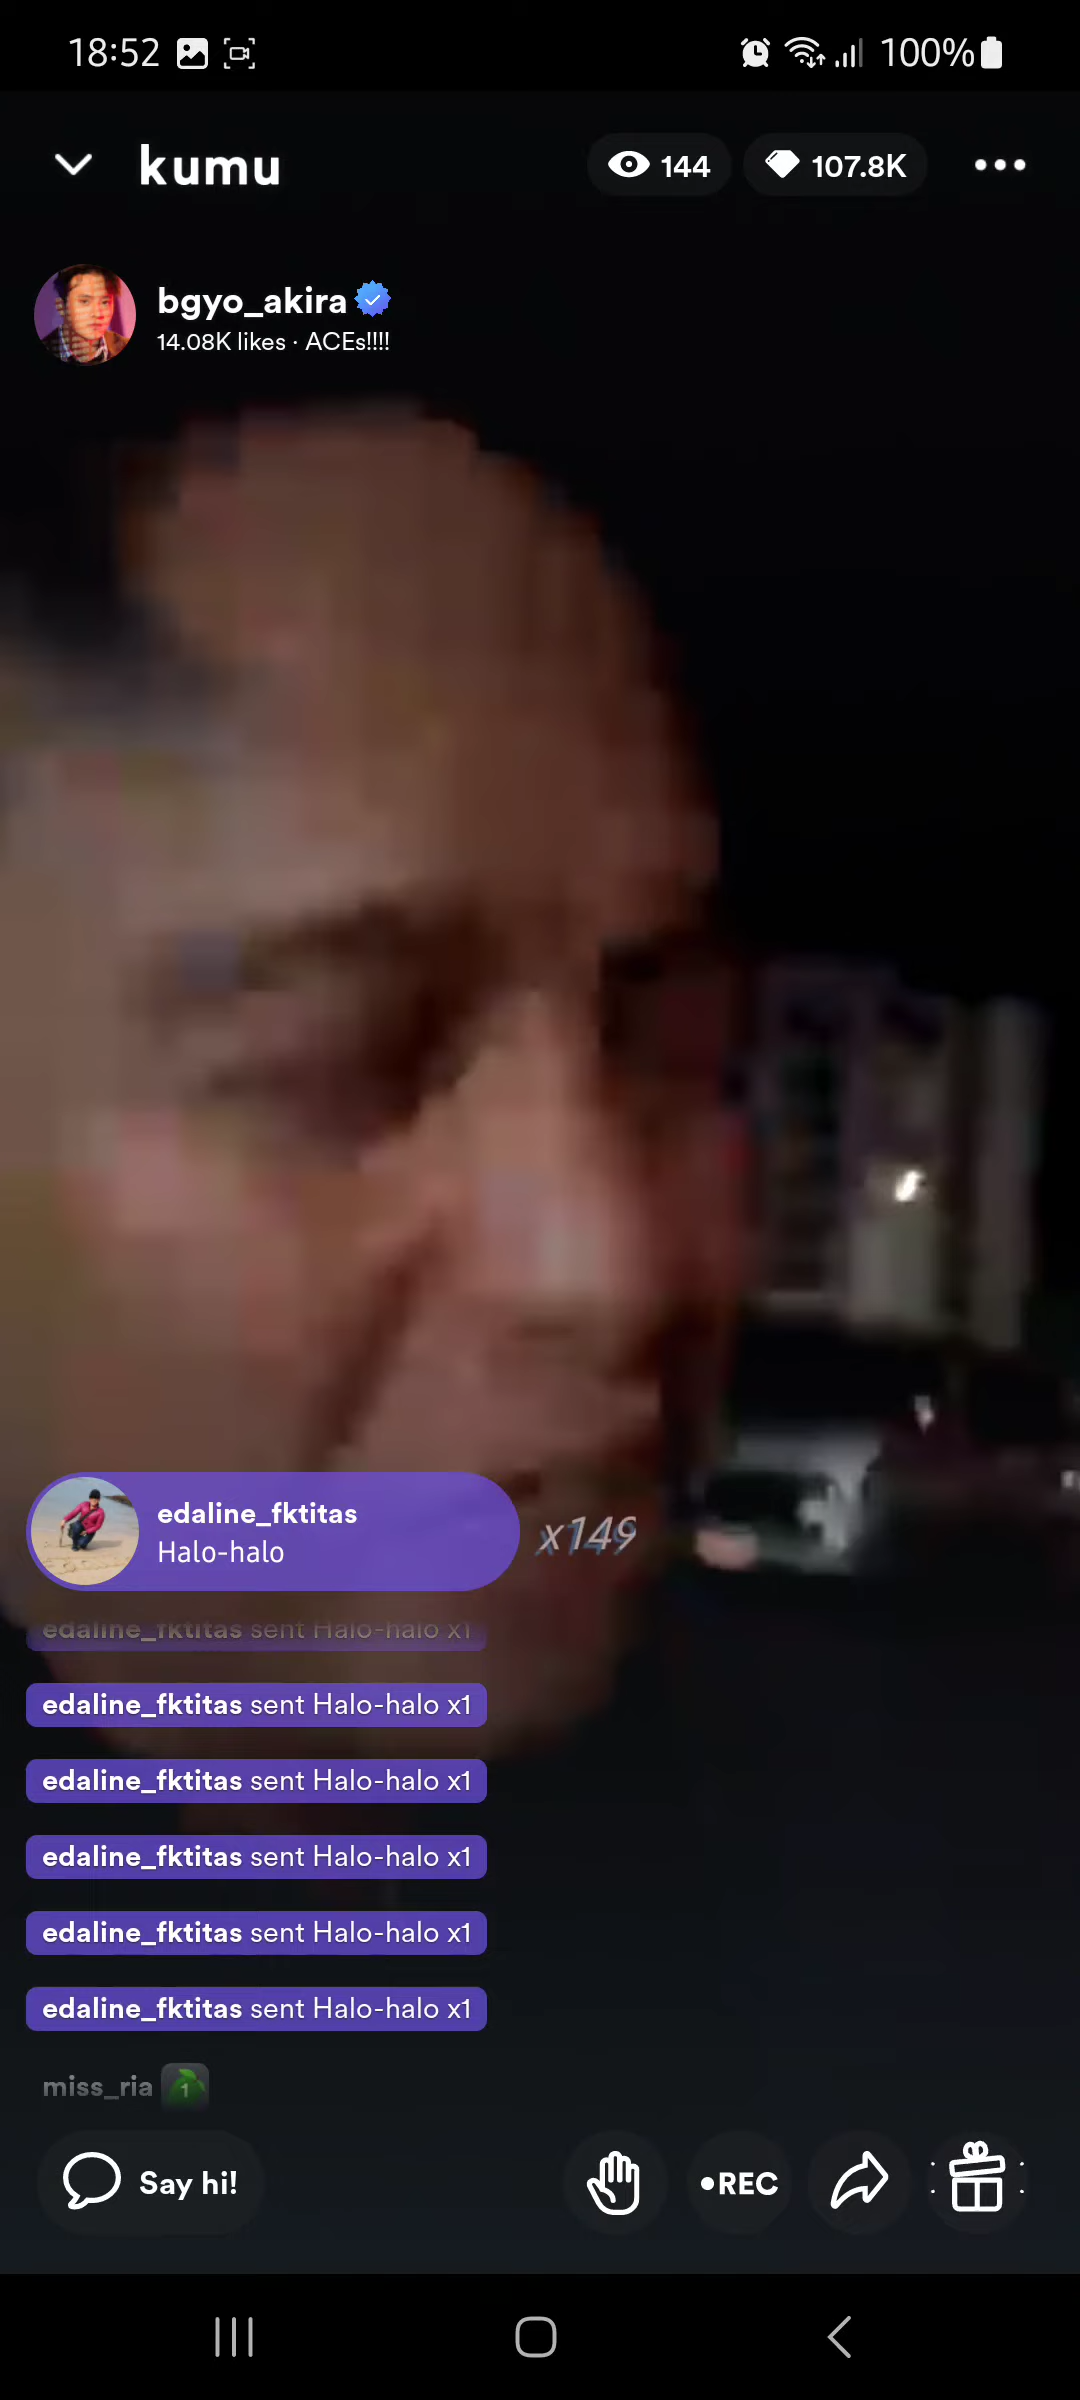 18:52
100%
kumu
144
107.8K
bgyo_akira
14.08K likes · ACEs!!!!
edaline_fktitas
Halo-halo
x149
edaline_fktitas sent Halo-halo x1
edaline_fktitas sent Halo-halo x1
edaline_fktitas sent Halo-halo x1
edaline_fktitas sent Halo-halo x1
edaline_fktitas sent Halo-halo x1
edaline_fktitas sent Halo-halo x1
miss_ria 1
Say hi!
•REC